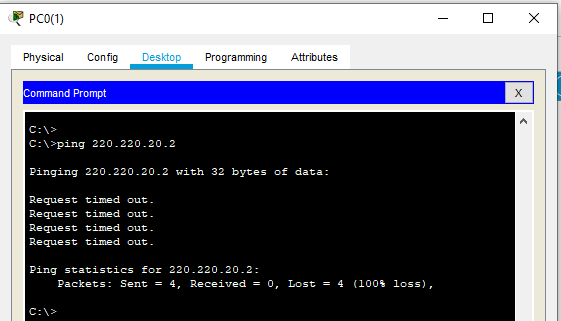 PC0(1)
Physical Config Desktop Programming Attributes
Command Prompt X
C:\>
C:\>ping 220.220.20.2
Pinging 220.220.20.2 with 32 bytes of data:
Request timed out.
Request timed out.
Request timed out.
Request timed out.
Ping statistics for 220.220.20.2:
Packets: Sent = 4, Received = 0, Lost = 4 (100% loss),
C:\>